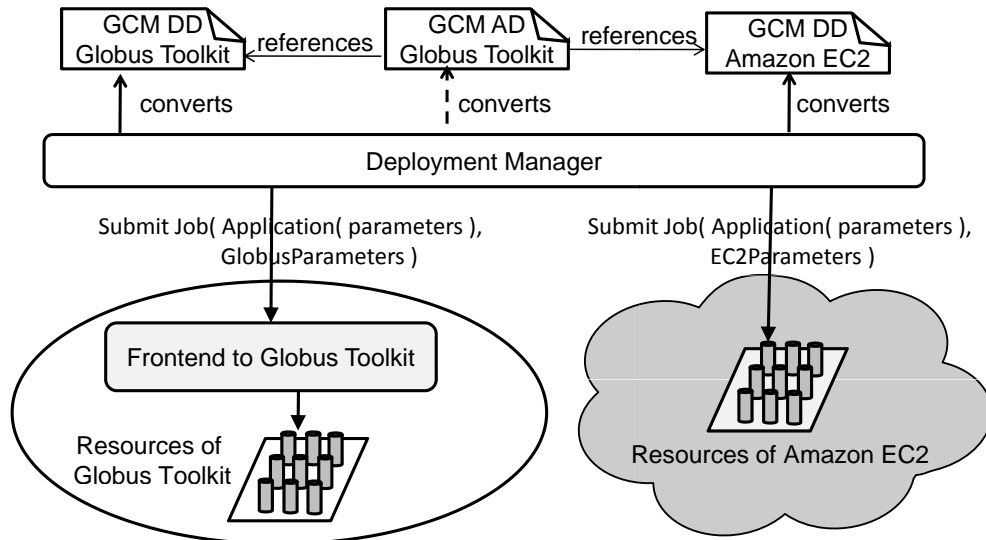 GCM DD
Globus Toolkit
references
GCM AD
Globus Toolkit
references
GCM DD
Amazon EC2
converts
converts
converts
Deployment Manager
Submit Job( Application( parameters ),
GlobusParameters )
Submit Job( Application( parameters ),
EC2Parameters )
Frontend to Globus Toolkit
Resources of
Globus Toolkit
Resources of Amazon EC2